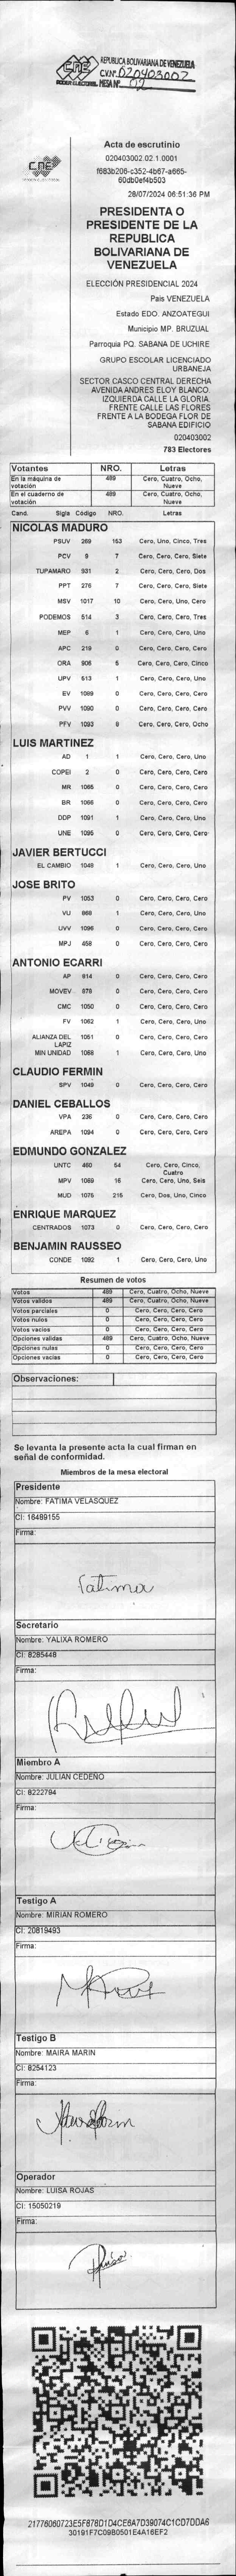 CNE
PODER ELECTORAL
REPUBLICA BOLIVARIANA DE VENEZUELA
C.V.Nº 020403002
MESA Nº 02
CNE
PODER ELECTORAL
Acta de escrutinio
020403002.02.1.0001
f683b206-c352-4b67-a665-
60db0ef4b503
28/07/2024 06:51:36 PM
PRESIDENTA O
PRESIDENTE DE LA
REPUBLICA
BOLIVARIANA DE
VENEZUELA
ELECCIÓN PRESIDENCIAL 2024
Pais VENEZUELA
Estado EDO. ANZOATEGUI
Municipio MP. BRUZUAL
Parroquia PQ. SABANA DE UCHIRE
GRUPO ESCOLAR LICENCIADO
URBANEJA
SECTOR CASCO CENTRAL DERECHA
AVENIDA ANDRES ELOY BLANCO.
IZQUIERDA CALLE LA GLORIA.
FRENTE CALLE LAS FLORES
FRENTE A LA BODEGA FLOR DE
SABANA EDIFICIO
020403002
783 Electores
Votantes NRO. Letras
En la máquina de votación 489 Cero, Cuatro, Ocho, Nueve
En el cuaderno de votación 489 Cero, Cuatro, Ocho, Nueve
Cand. Sigla Código NRO. Letras
NICOLAS MADURO
PSUV 269 153 Cero, Uno, Cinco, Tres
PCV 9 7 Cero, Cero, Cero, Siete
TUPAMARO 931 2 Cero, Cero, Cero, Dos
PPT 276 7 Cero, Cero, Cero, Siete
MSV 1017 10 Cero, Cero, Uno, Cero
PODEMOS 514 3 Cero, Cero, Cero, Tres
MEP 6 1 Cero, Cero, Cero, Uno
APC 219 0 Cero, Cero, Cero, Cero
ORA 906 5 Cero, Cero, Cero, Cinco
UPV 513 1 Cero, Cero, Cero, Uno
EV 1089 0 Cero, Cero, Cero, Cero
PVV 1090 0 Cero, Cero, Cero, Cero
PFV 1093 8 Cero, Cero, Cero, Ocho
LUIS MARTINEZ
AD 1 1 Cero, Cero, Cero, Uno
COPEI 2 0 Cero, Cero, Cero, Cero
MR 1065 0 Cero, Cero, Cero, Cero
BR 1066 0 Cero, Cero, Cero, Cero
DDP 1091 1 Cero, Cero, Cero, Uno
UNE 1095 0 Cero, Cero, Cero, Cero
JAVIER BERTUCCI
EL CAMBIO 1048 1 Cero, Cero, Cero, Uno
JOSE BRITO
PV 1053 0 Cero, Cero, Cero, Cero
VU 868 1 Cero, Cero, Cero, Uno
UVV 1096 0 Cero, Cero, Cero, Cero
MPJ 458 0 Cero, Cero, Cero, Cero
ANTONIO ECARRI
AP 814 0 Cero, Cero, Cero, Cero
MOVEV 878 0 Cero, Cero, Cero, Cero
CMC 1050 0 Cero, Cero, Cero, Cero
FV 1062 1 Cero, Cero, Cero, Uno
ALIANZA DEL LAPIZ 1051 0 Cero, Cero, Cero, Cero
MIN UNIDAD 1068 1 Cero, Cero, Cero, Uno
CLAUDIO FERMIN
SPV 1049 0 Cero, Cero, Cero, Cero
DANIEL CEBALLOS
VPA 236 0 Cero, Cero, Cero, Cero
AREPA 1094 0 Cero, Cero, Cero, Cero
EDMUNDO GONZALEZ
UNTC 460 54 Cero, Cero, Cinco, Cuatro
MPV 1069 16 Cero, Cero, Uno, Seis
MUD 1075 215 Cero, Dos, Uno, Cinco
ENRIQUE MARQUEZ
CENTRADOS 1073 0 Cero, Cero, Cero, Cero
BENJAMIN RAUSSEO
CONDE 1092 1 Cero, Cero, Cero, Uno
Resumen de votos
Votos 489 Cero, Cuatro, Ocho, Nueve
Votos validos 489 Cero, Cuatro, Ocho, Nueve
Votos parciales 0 Cero, Cero, Cero, Cero
Votos nulos 0 Cero, Cero, Cero, Cero
Votos vacios 0 Cero, Cero, Cero, Cero
Opciones validas 489 Cero, Cuatro, Ocho, Nueve
Opciones nulas 0 Cero, Cero, Cero, Cero
Opciones vacias 0 Cero, Cero, Cero, Cero
Observaciones:
Se levanta la presente acta la cual firman en
señal de conformidad.
Miembros de la mesa electoral
Presidente
Nombre: FATIMA VELASQUEZ
CI: 16489155
Firma:
Fatima
Secretario
Nombre: YALIXA ROMERO
CI: 8285448
Firma:
Miembro A
Nombre: JULIAN CEDEÑO
CI: 8222794
Firma:
Testigo A
Nombre: MIRIAN ROMERO
CI: 20819493
Firma:
Testigo B
Nombre: MAIRA MARIN
CI: 8254123
Firma:
Operador
Nombre: LUISA ROJAS
CI: 15050219
Firma:
21776060723E5F878D1D4CE6A7D39074C1CD7DDA6
30191F7C09B0501E4A16EF2